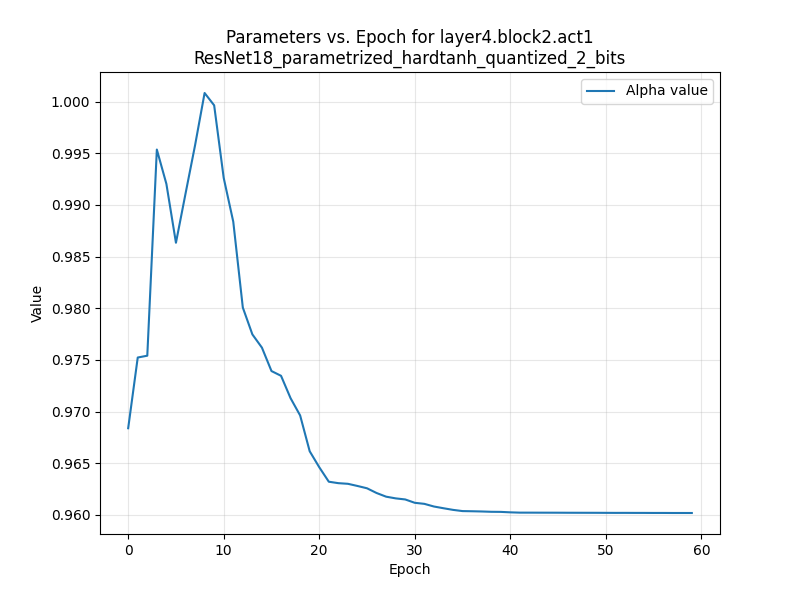 Parameters vs. Epoch for layer4.block2.act1
ResNet18_parametrized_hardtanh_quantized_2_bits
Alpha value
1.000
0.995
0.990
0.985
0.980
0.975
0.970
0.965
0.960
Value
0 10 20 30 40 50 60
Epoch